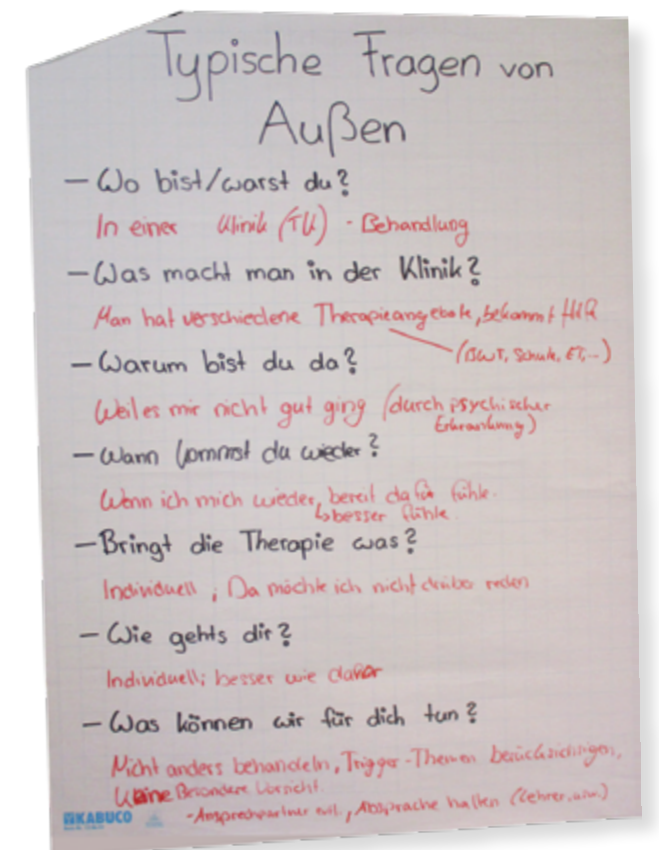 Typische Fragen von
Außen
– Wo bist/warst du?
In einer Klinik (TK) - Behandlung
– Was macht man in der Klinik?
Man hat verschiedene Therapieangebote, bekommt Hilfe
(BWT, Schule, ET,...)
– Warum bist du da?
Weil es mir nicht gut ging (durch psychischer
Erkrankung)
– Wann kommst du wieder?
Wenn ich mich wieder, bereit dafür fühle.
↳ besser fühle.
– Bringt die Therapie was?
Individuell ; Da möchte ich nicht drüber reden
– Wie gehts dir?
Individuell; besser wie davor
– Was können wir für dich tun?
Nicht anders behandeln, Trigger-Themen berücksichtigen,
Keine Besondere Vorsicht.
- Ansprechpartner evtl., Absprache halten (Lehrer, usw.)
KABUCO